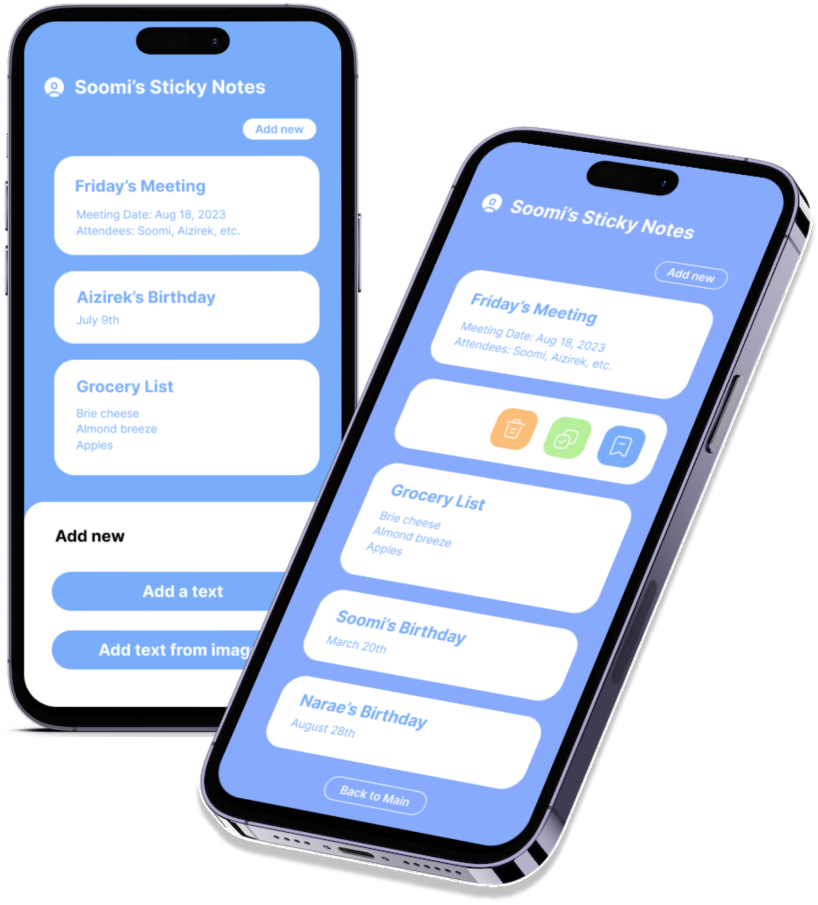 Soomi's Sticky Notes
Add new
Friday's Meeting
Meeting Date: Aug 18, 2023
Attendees: Soomi, Aizirek, etc.
Aizirek's Birthday
July 9th
Grocery List
Brie cheese
Almond breeze
Apples
Add new
Add a text
Add text from imag
Soomi's Sticky Notes
Add new
Friday's Meeting
Meeting Date: Aug 18, 2023
Attendees: Soomi, Aizirek, etc.
Grocery List
Brie cheese
Almond breeze
Apples
Soomi's Birthday
March 20th
Narae's Birthday
August 28th
Back to Main